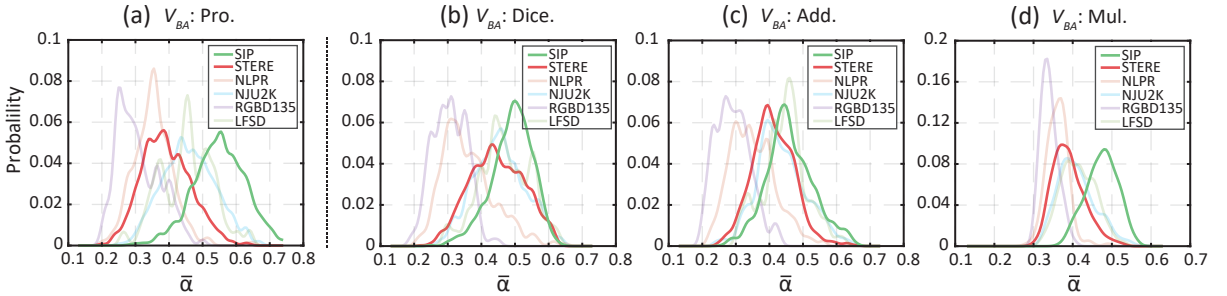 (a) V_BA: Pro.
(b) V_BA: Dice.
(c) V_BA: Add.
(d) V_BA: Mul.
Probalility
0.1
0.08
0.06
0.04
0.02
0
0.1 0.2 0.3 0.4 0.5 0.6 0.7 0.8
ᾱ
SIP
STERE
NLPR
NJU2K
RGBD135
LFSD
0.1
0.08
0.06
0.04
0.02
0
0.1 0.2 0.3 0.4 0.5 0.6 0.7 0.8
ᾱ
SIP
STERE
NLPR
NJU2K
RGBD135
LFSD
0.1
0.08
0.06
0.04
0.02
0
0.1 0.2 0.3 0.4 0.5 0.6 0.7 0.8
ᾱ
SIP
STERE
NLPR
NJU2K
RGBD135
LFSD
0.2
0.16
0.12
0.08
0.04
0
0.1 0.2 0.3 0.4 0.5 0.6 0.7
ᾱ
SIP
STERE
NLPR
NJU2K
RGBD135
LFSD